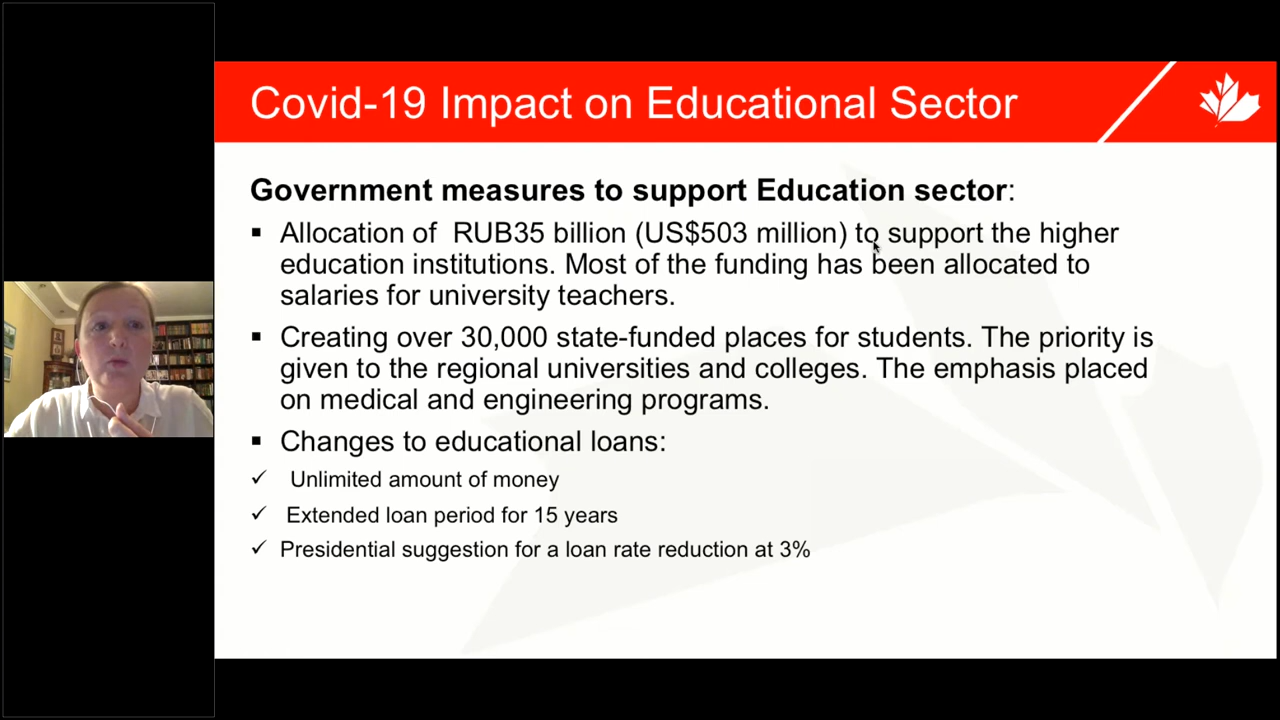 Covid-19 Impact on Educational Sector
Government measures to support Education sector:
▪ Allocation of RUB35 billion (US$503 million) to support the higher
education institutions. Most of the funding has been allocated to
salaries for university teachers.
▪ Creating over 30,000 state-funded places for students. The priority is
given to the regional universities and colleges. The emphasis placed
on medical and engineering programs.
▪ Changes to educational loans:
✓ Unlimited amount of money
✓ Extended loan period for 15 years
✓ Presidential suggestion for a loan rate reduction at 3%